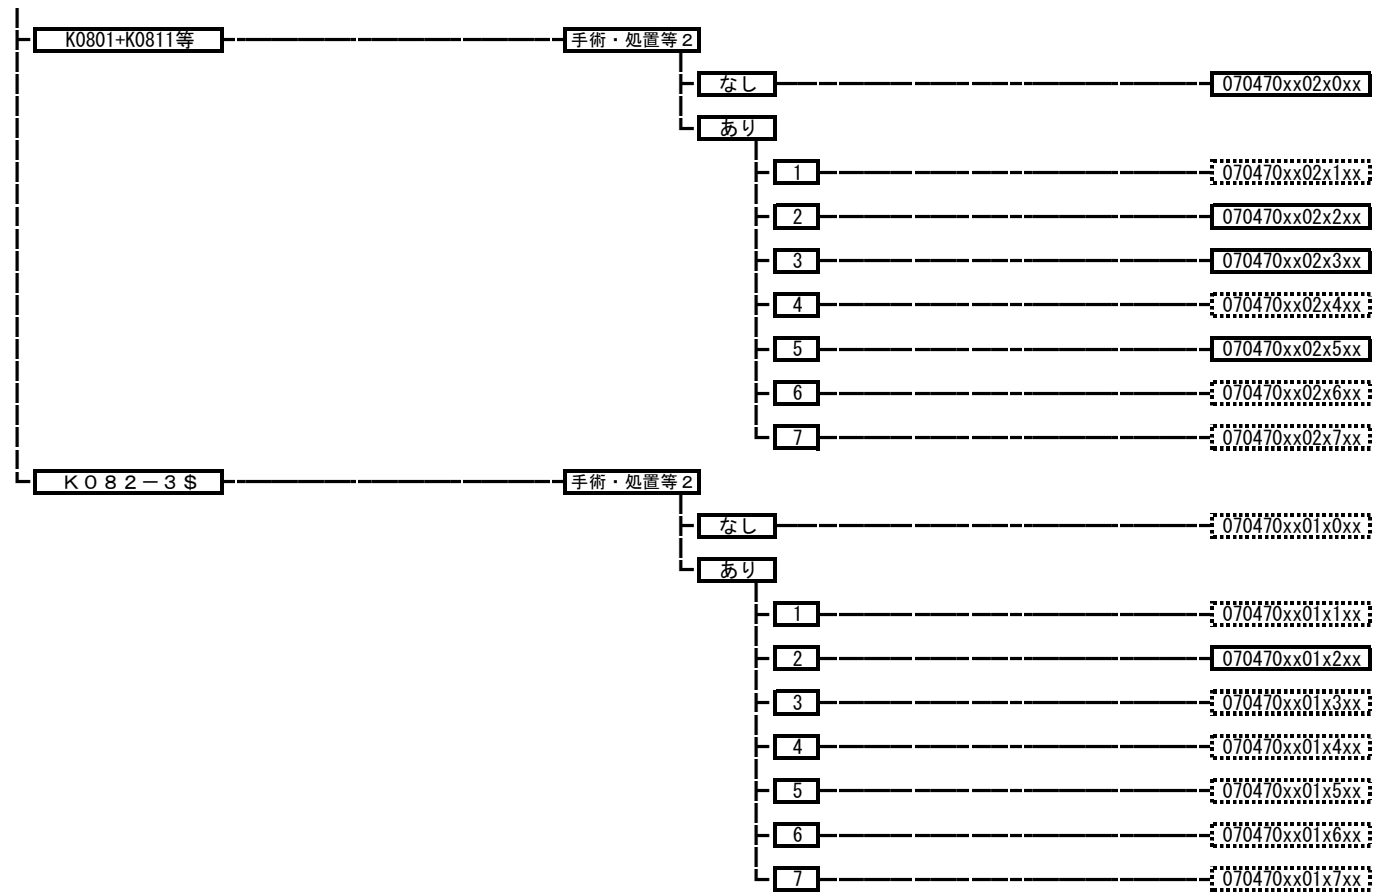 K0801+K0811等 手術・処置等２
なし 070470xx02x0xx
あり
1 070470xx02x1xx
2 070470xx02x2xx
3 070470xx02x3xx
4 070470xx02x4xx
5 070470xx02x5xx
6 070470xx02x6xx
7 070470xx02x7xx
Ｋ０８２－３＄ 手術・処置等２
なし 070470xx01x0xx
あり
1 070470xx01x1xx
2 070470xx01x2xx
3 070470xx01x3xx
4 070470xx01x4xx
5 070470xx01x5xx
6 070470xx01x6xx
7 070470xx01x7xx